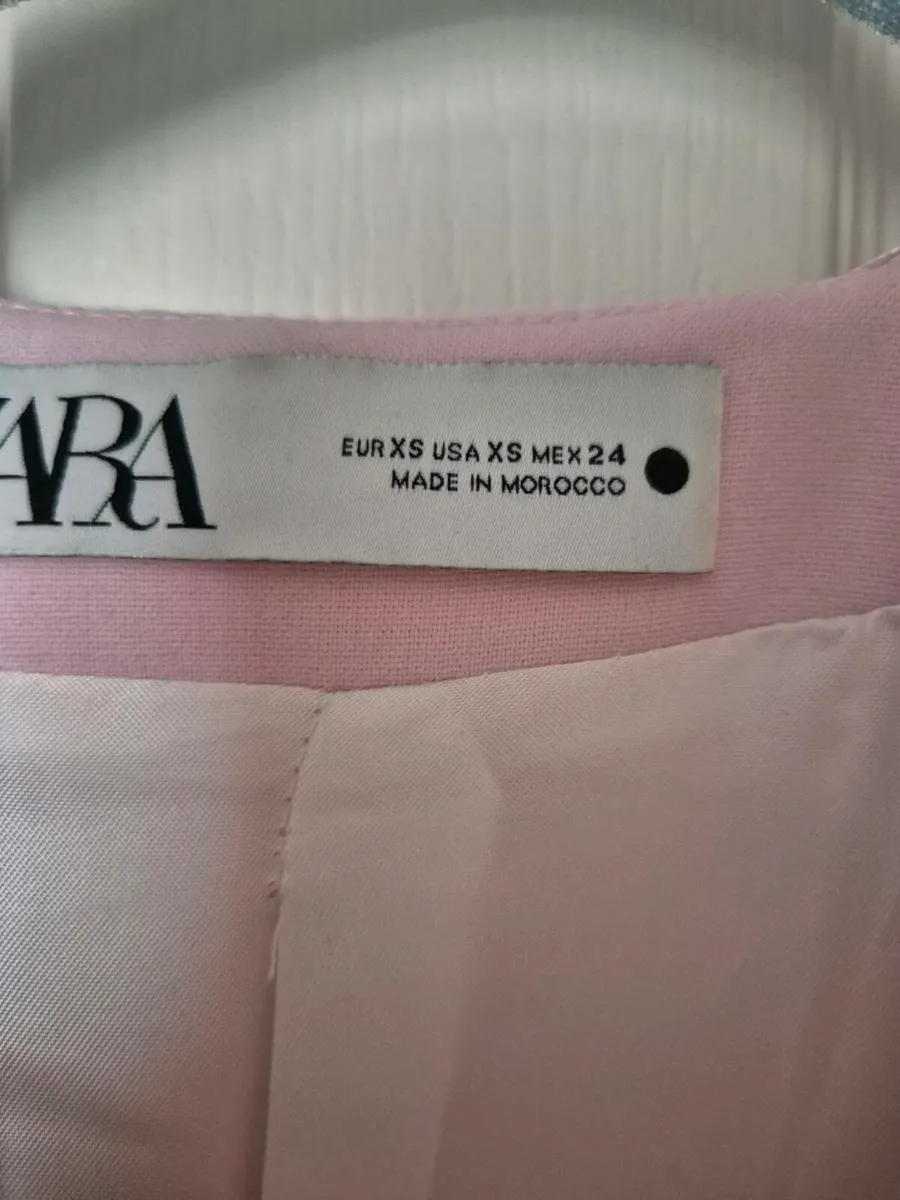 ZARA
EUR XS USA XS MEX 24
MADE IN MOROCCO